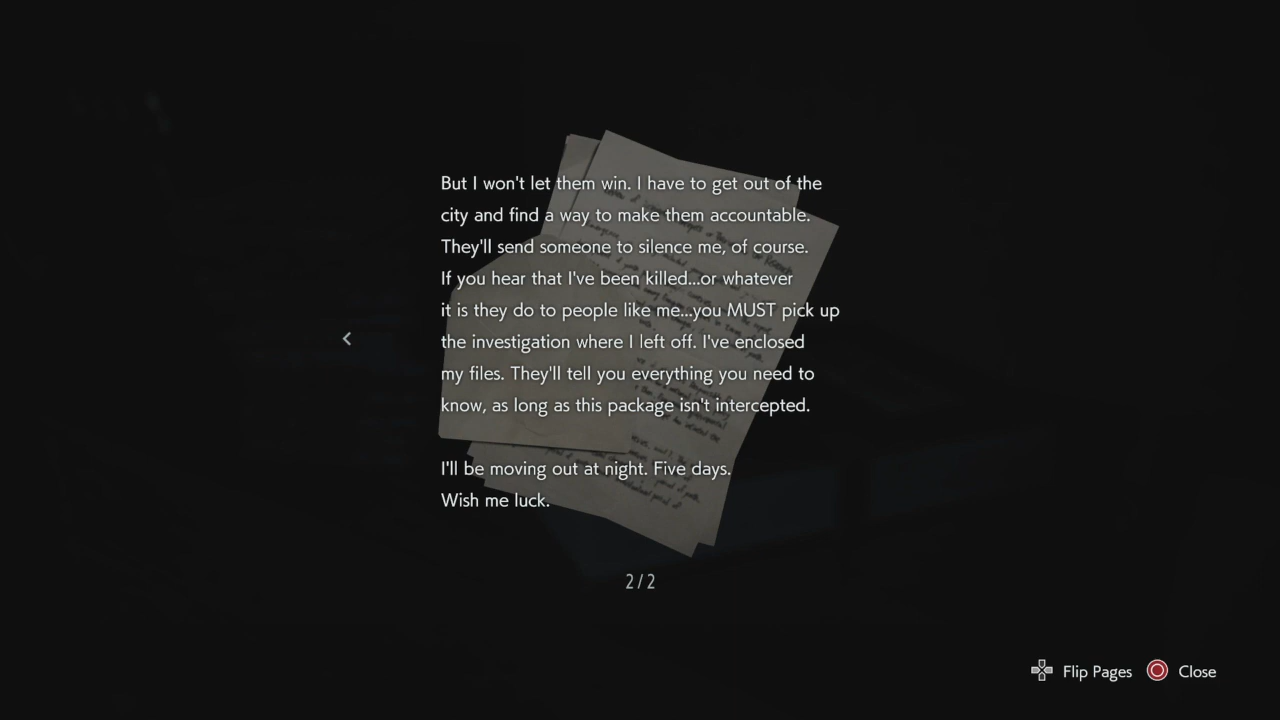 But I won't let them win. I have to get out of the
city and find a way to make them accountable.
They'll send someone to silence me, of course.
If you hear that I've been killed...or whatever
it is they do to people like me...you MUST pick up
the investigation where I left off. I've enclosed
my files. They'll tell you everything you need to
know, as long as this package isn't intercepted.
I'll be moving out at night. Five days.
Wish me luck.
2 / 2
Flip Pages
Close